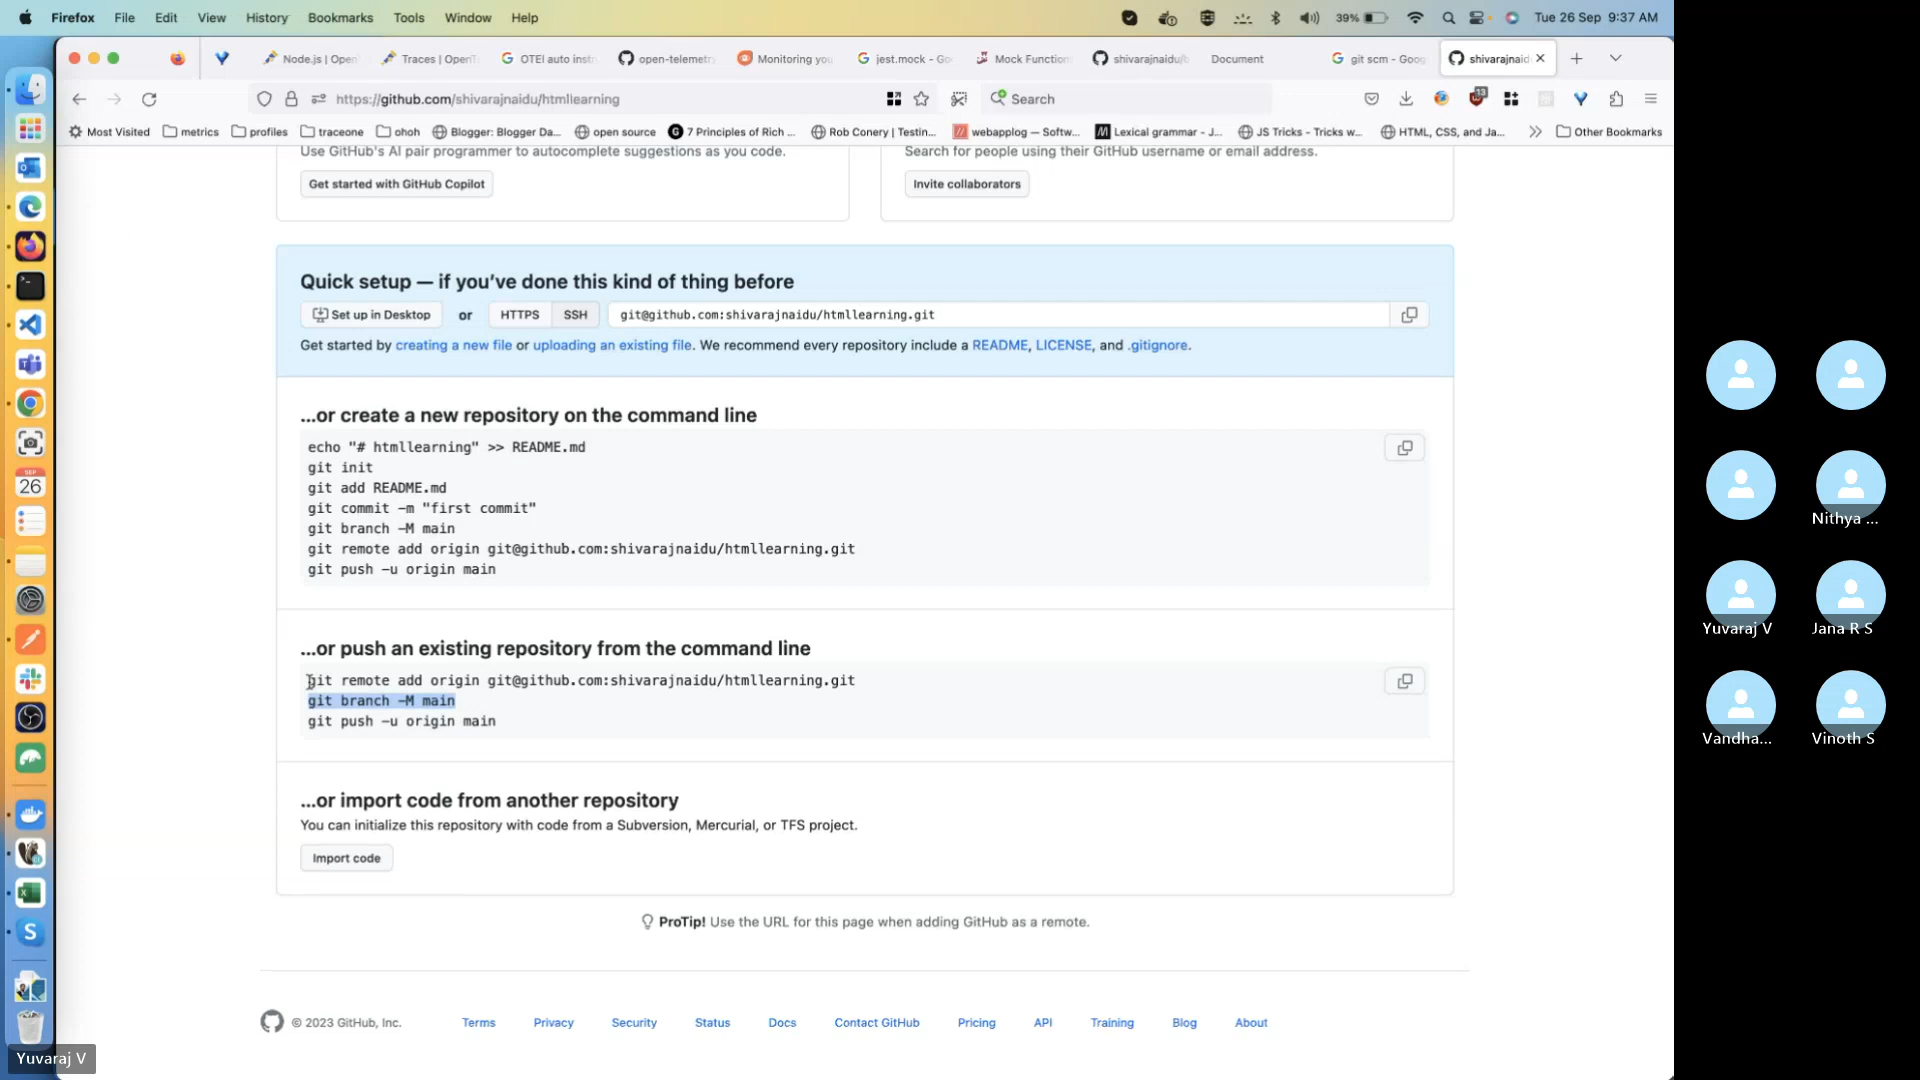 Firefox File Edit View History Bookmarks Tools Window Help
39%
Tue 26 Sep 9:37 AM
Node.js | Open
Traces | OpenT
OTEl auto inst
open-telemetry
Monitoring you
jest.mock - Go
Mock Function
shivarajnaidu/b
Document
git scm - Goog
shivarajnaid
https://github.com/shivarajnaidu/htmllearning
Search
13
Most Visited
metrics
profiles
traceone
ohoh
Blogger: Blogger Da...
open source
7 Principles of Rich ...
Rob Conery | Testin...
webapplog — Softw...
Lexical grammar - J...
JS Tricks - Tricks w...
HTML, CSS, and Ja...
Other Bookmarks
Use GitHub's AI pair programmer to autocomplete suggestions as you code.
Get started with GitHub Copilot
Search for people using their GitHub username or email address.
Invite collaborators
Quick setup — if you've done this kind of thing before
Set up in Desktop or HTTPS SSH git@github.com:shivarajnaidu/htmllearning.git
Get started by creating a new file or uploading an existing file. We recommend every repository include a README, LICENSE, and .gitignore.
...or create a new repository on the command line
echo "# htmllearning" >> README.md
git init
git add README.md
git commit -m "first commit"
git branch -M main
git remote add origin git@github.com:shivarajnaidu/htmllearning.git
git push -u origin main
...or push an existing repository from the command line
git remote add origin git@github.com:shivarajnaidu/htmllearning.git
git branch -M main
git push -u origin main
...or import code from another repository
You can initialize this repository with code from a Subversion, Mercurial, or TFS project.
Import code
ProTip! Use the URL for this page when adding GitHub as a remote.
© 2023 GitHub, Inc. Terms Privacy Security Status Docs Contact GitHub Pricing API Training Blog About
SEP
26
Yuvaraj V
Nithya ...
Yuvaraj V
Jana R S
Vandha...
Vinoth S